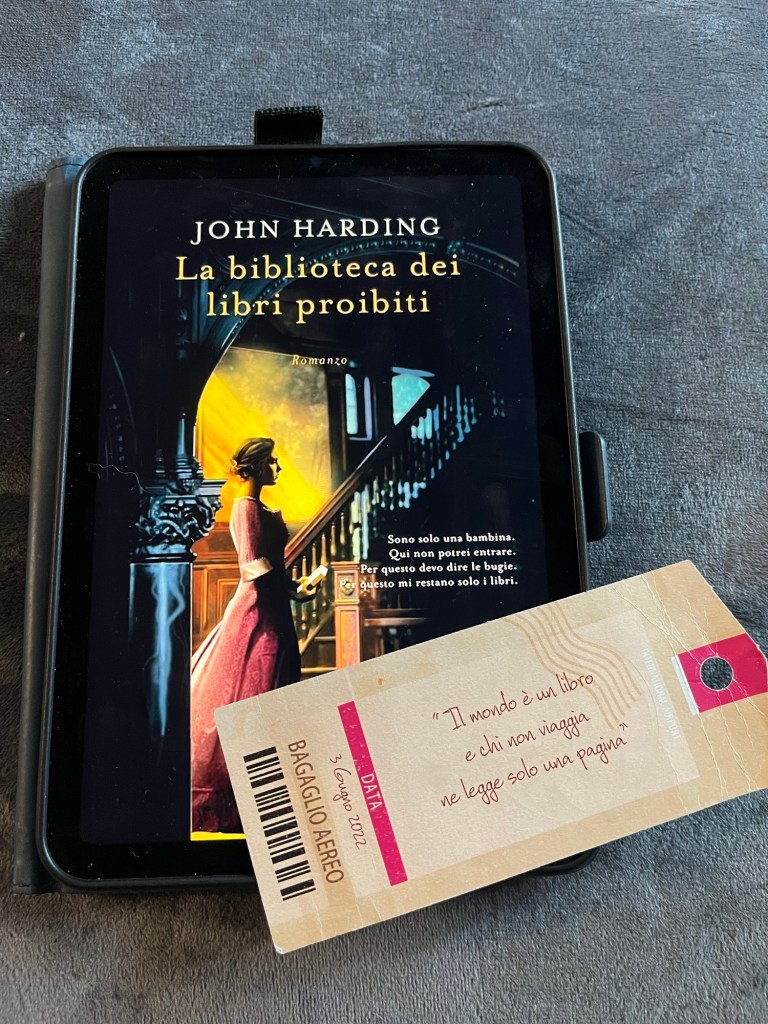 JOHN HARDING
La biblioteca dei
libri proibiti
Romanzo
Sono solo una bambina.
Qui non potrei entrare.
Per questo devo dire le bugie.
Per questo mi restano solo i libri.
"Il mondo è un libro
e chi non viaggia
ne legge solo una pagina"
DATA
3 Giugno 2022
BAGAGLIO AEREO